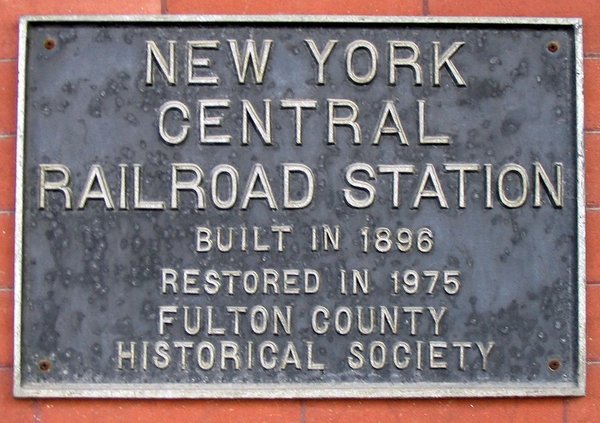 NEW YORK
CENTRAL
RAILROAD STATION
BUILT IN 1896
RESTORED IN 1975
FULTON COUNTY
HISTORICAL SOCIETY